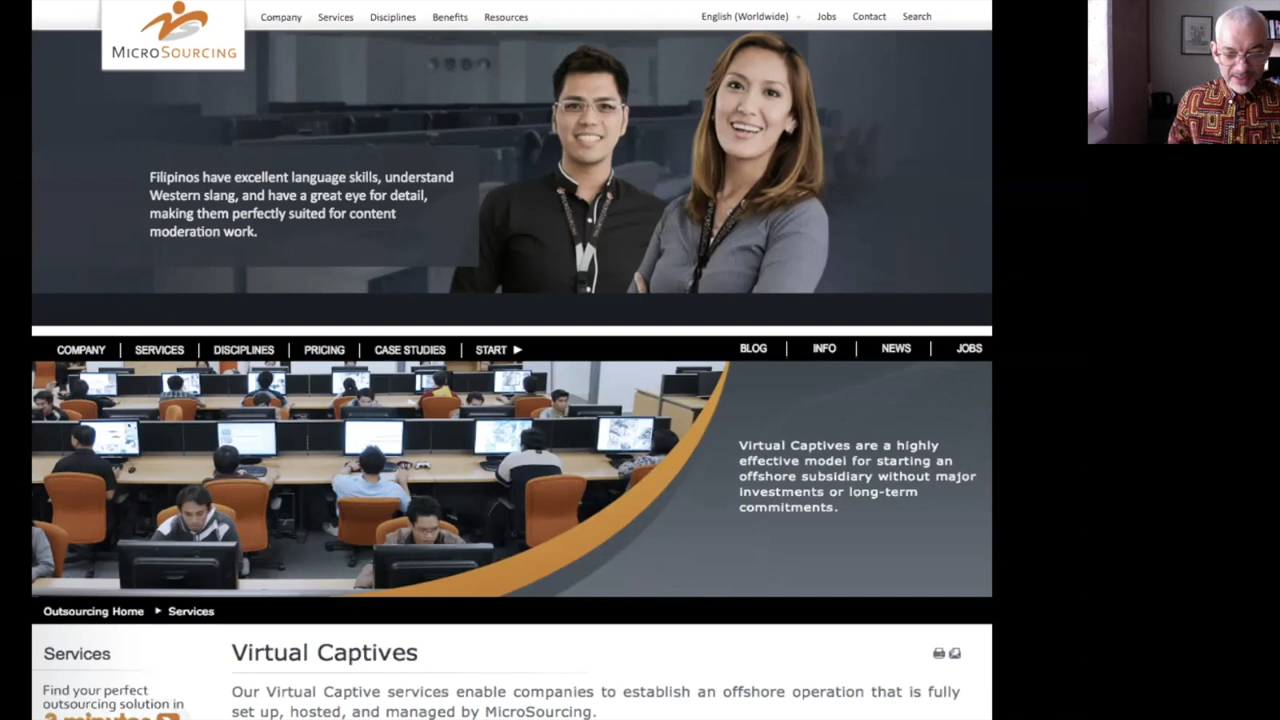 Company Services Disciplines Benefits Resources
English (Worldwide) Jobs Contact Search
MICROSOURCING
Filipinos have excellent language skills, understand
Western slang, and have a great eye for detail,
making them perfectly suited for content
moderation work.
COMPANY SERVICES DISCIPLINES PRICING CASE STUDIES START
BLOG INFO NEWS JOBS
Virtual Captives are a highly
effective model for starting an
offshore subsidiary without major
investments or long-term
commitments.
Outsourcing Home Services
Services
Find your perfect
outsourcing solution in
3 minutes
Virtual Captives
Our Virtual Captive services enable companies to establish an offshore operation that is fully
set up, hosted, and managed by MicroSourcing.